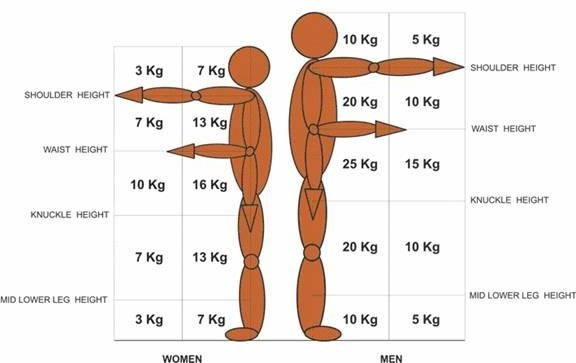 10 Kg 5 Kg
3 Kg 7 Kg
SHOULDER HEIGHT
SHOULDER HEIGHT
20 Kg 10 Kg
7 Kg 13 Kg
WAIST HEIGHT
WAIST HEIGHT
25 Kg 15 Kg
10 Kg 16 Kg
KNUCKLE HEIGHT
KNUCKLE HEIGHT
20 Kg 10 Kg
7 Kg 13 Kg
MID LOWER LEG HEIGHT
MID LOWER LEG HEIGHT
3 Kg 7 Kg 10 Kg 5 Kg
WOMEN MEN